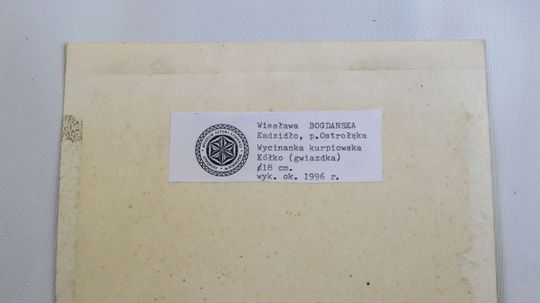 Wiesława BOGDAŃSKA
Kadzidło, p.Ostrołęka
Wycinanka kurpiowska
Kółko (gwiazdka)
ø18 cm.
wyk. ok. 1996 r.